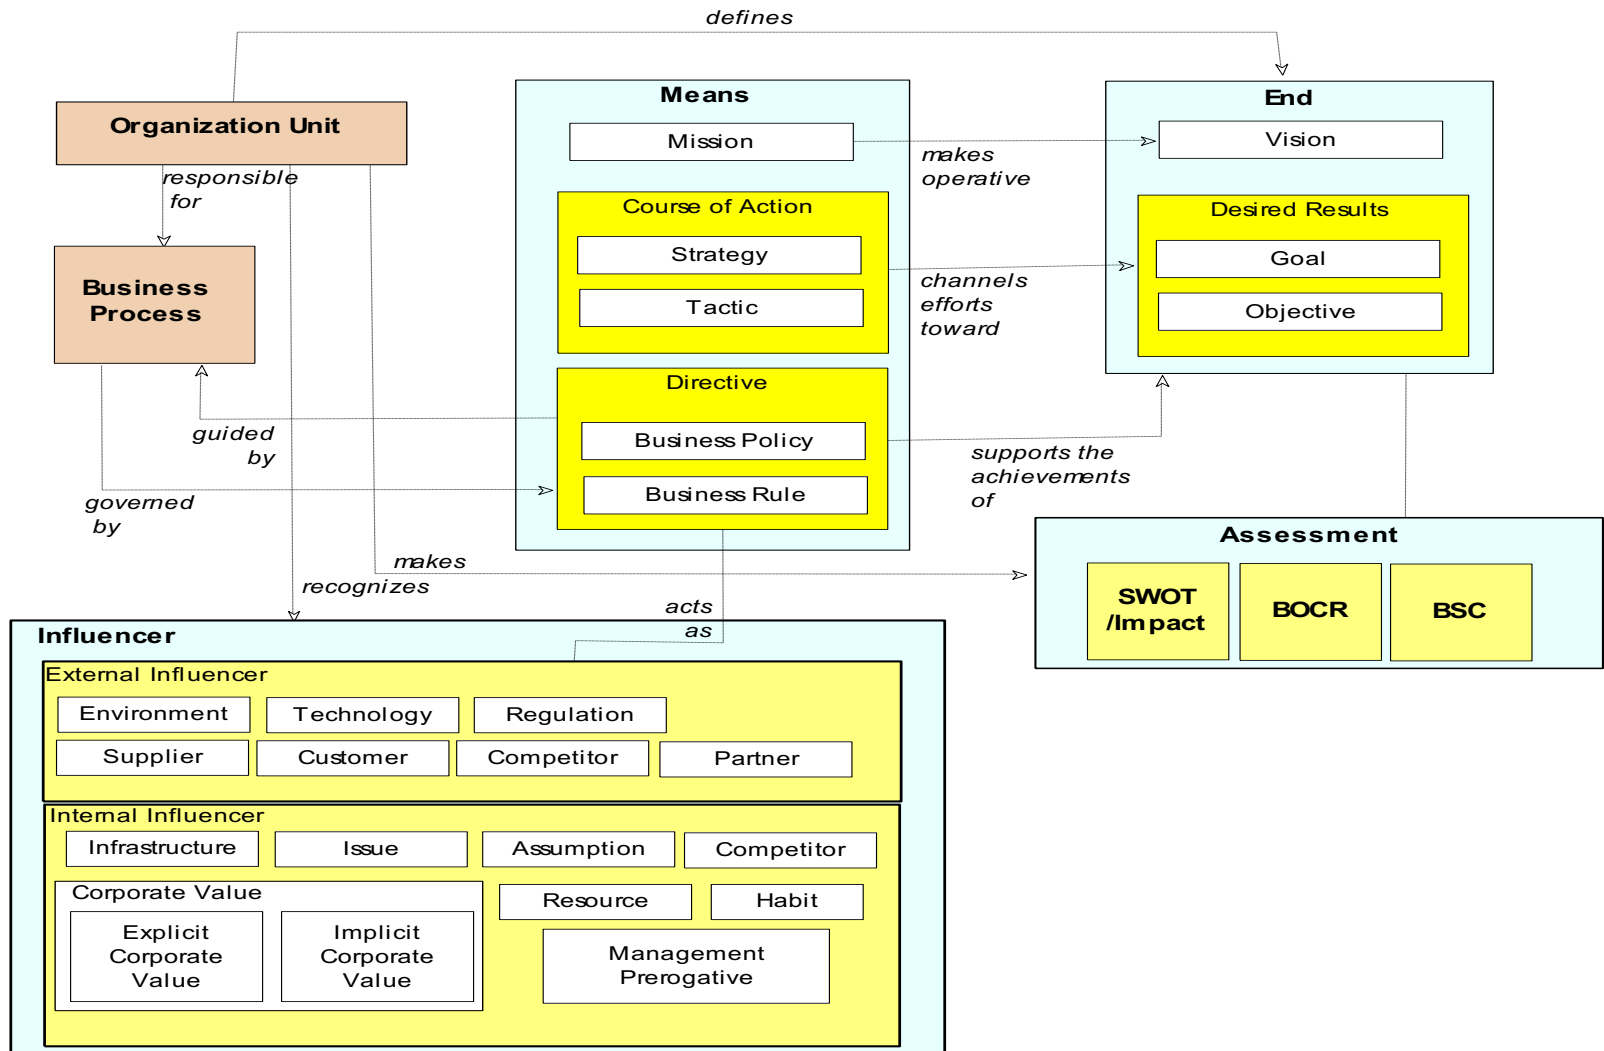 defines
Organization Unit
responsible
for
Business
Process
guided
by
governed
by
recognizes
makes
Means
Mission
Course of Action
Strategy
Tactic
Directive
Business Policy
Business Rule
makes
operative
channels
efforts
toward
supports the
achievements
of
End
Vision
Desired Results
Goal
Objective
Assessment
SWOT
/Impact
BOCR
BSC
acts
as
Influencer
External Influencer
Environment
Technology
Regulation
Supplier
Customer
Competitor
Partner
Internal Influencer
Infrastructure
Issue
Assumption
Competitor
Corporate Value
Explicit
Corporate
Value
Implicit
Corporate
Value
Resource
Habit
Management
Prerogative